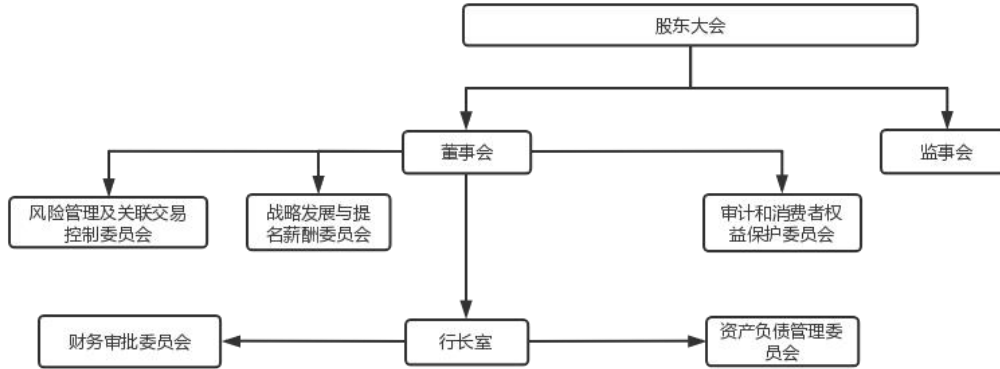 股东大会
董事会
监事会
风险管理及关联交易
控制委员会
战略发展与提
名薪酬委员会
审计和消费者权
益保护委员会
财务审批委员会
行长室
资产负债管理委
员会